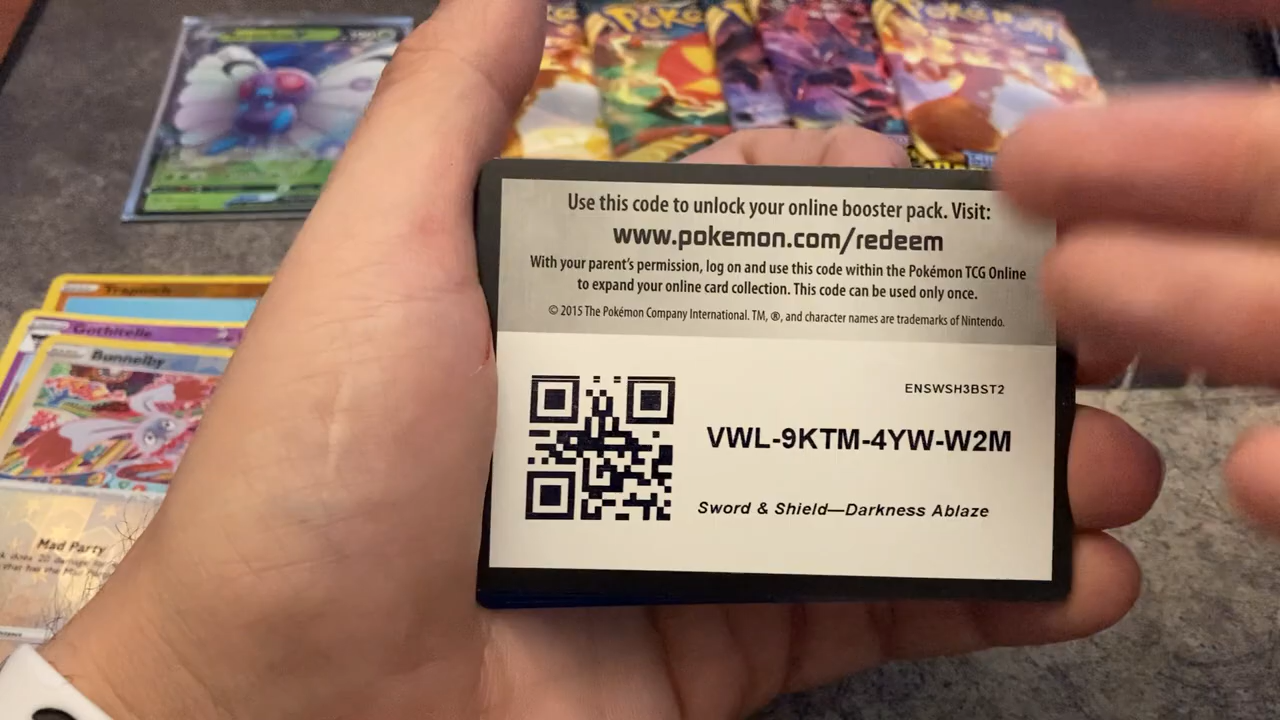 POKéMON
Trapinch
Gothitelle
Bunnelby
Mad Party
Use this code to unlock your online booster pack. Visit:
www.pokemon.com/redeem
With your parent's permission, log on and use this code within the Pokémon TCG Online
to expand your online card collection. This code can be used only once.
© 2015 The Pokémon Company International. TM, ®, and character names are trademarks of Nintendo.
ENSWSH3BST2
VWL-9KTM-4YW-W2M
Sword & Shield—Darkness Ablaze